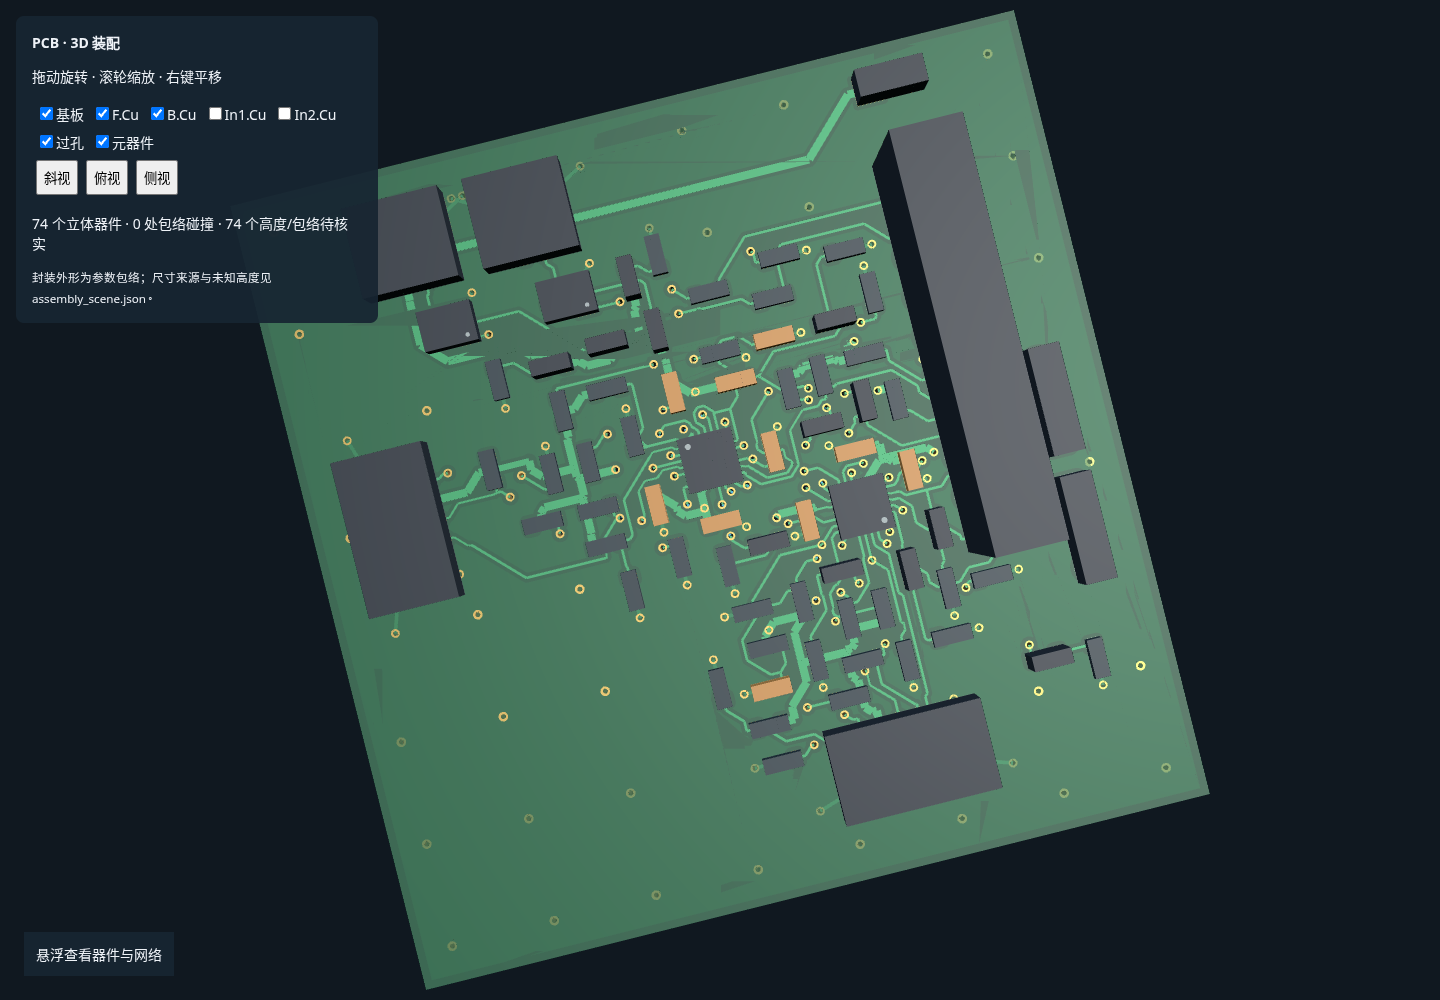 PCB · 3D 装配
拖动旋转 · 滚轮缩放 · 右键平移
基板 F.Cu B.Cu In1.Cu In2.Cu
过孔 元器件
斜视 俯视 侧视
74 个立体器件 · 0 处包络碰撞 · 74 个高度/包络待核
实
封装外形为参数包络；尺寸来源与未知高度见
assembly_scene.json。
悬浮查看器件与网络